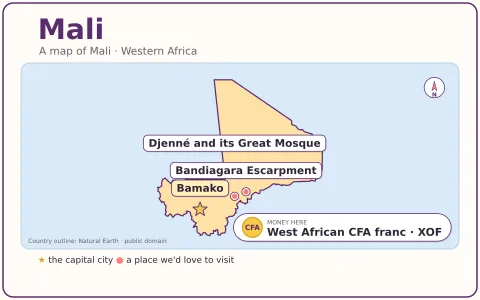 Mali
A map of Mali · Western Africa
N
Djenné and its Great Mosque
Bandiagara Escarpment
Bamako
CFA
MONEY HERE
West African CFA franc · XOF
Country outline: Natural Earth · public domain
★ the capital city ● a place we'd love to visit